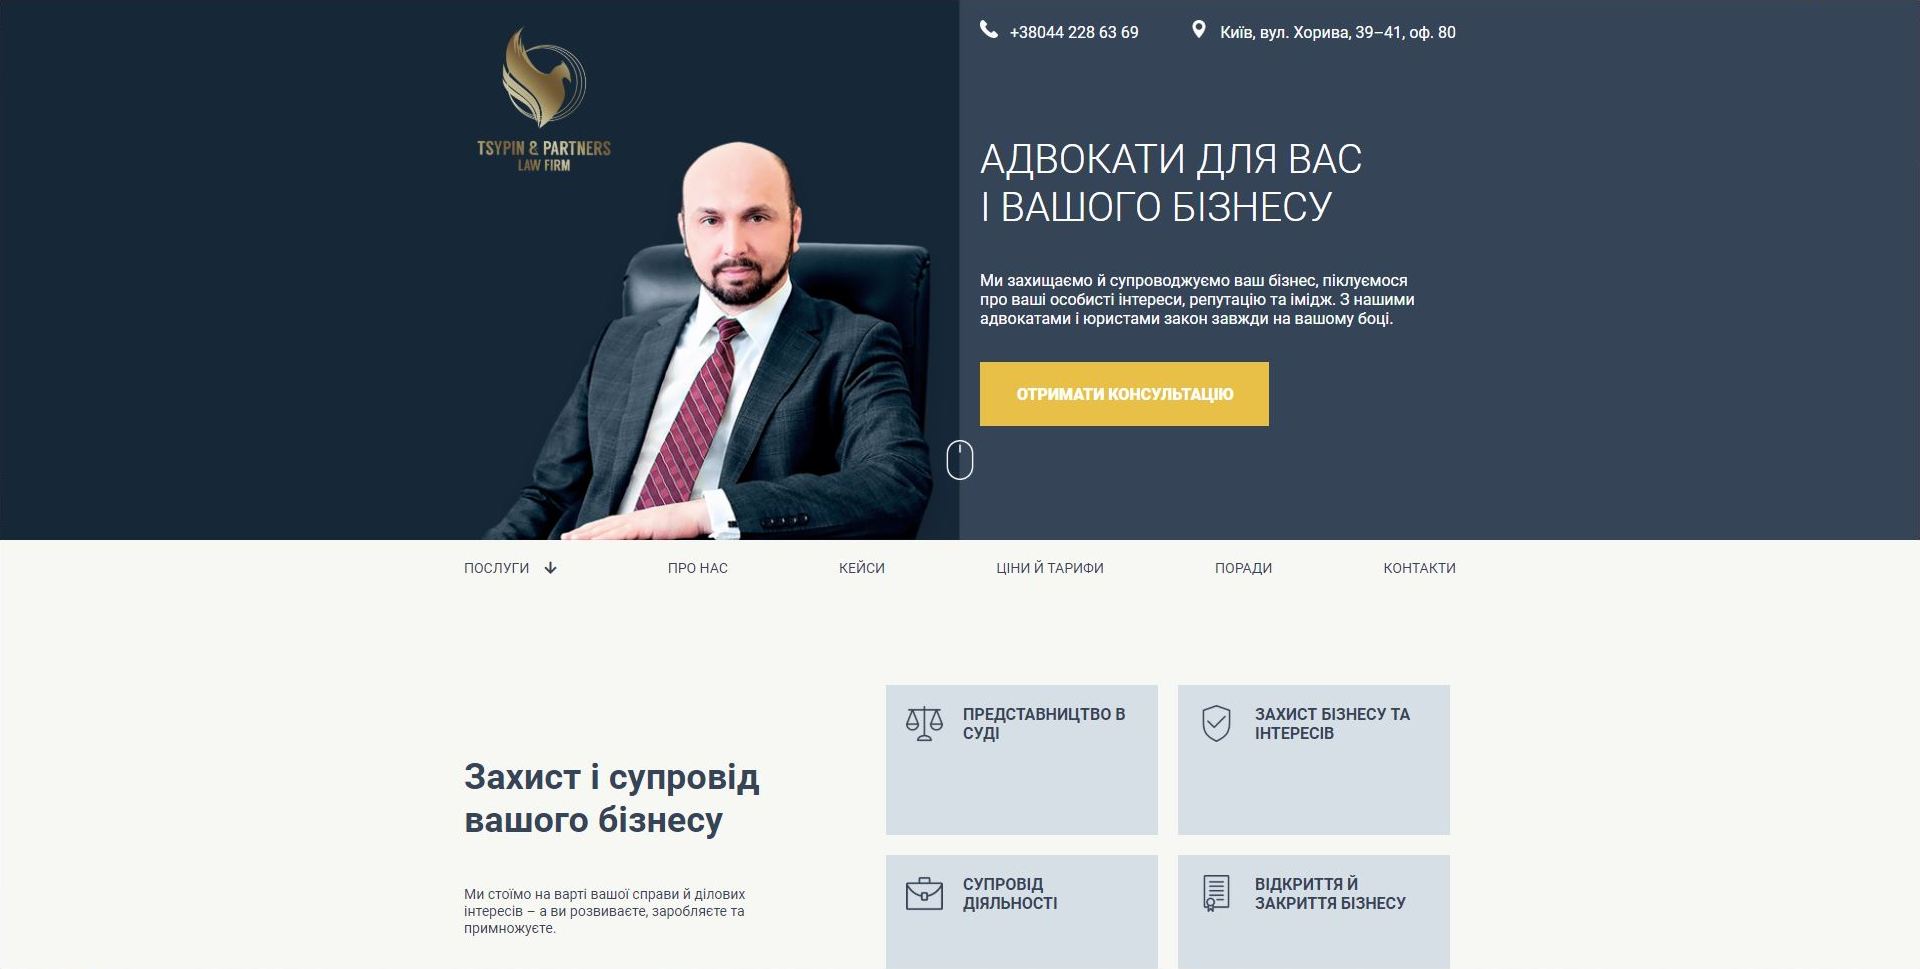 TSYPIN & PARTNERS
LAW FIRM
+38044 228 63 69
Київ, вул. Хорива, 39–41, оф. 80
АДВОКАТИ ДЛЯ ВАС
І ВАШОГО БІЗНЕСУ
Ми захищаємо й супроводжуємо ваш бізнес, піклуємося
про ваші особисті інтереси, репутацію та імідж. З нашими
адвокатами і юристами закон завжди на вашому боці.
ОТРИМАТИ КОНСУЛЬТАЦІЮ
ПОСЛУГИ
ПРО НАС
КЕЙСИ
ЦІНИ Й ТАРИФИ
ПОРАДИ
КОНТАКТИ
Захист і супровід
вашого бізнесу
Ми стоїмо на варті вашої справи й ділових
інтересів – а ви розвиваєте, заробляєте та
примножуєте.
ПРЕДСТАВНИЦТВО В
СУДІ
ЗАХИСТ БІЗНЕСУ ТА
ІНТЕРЕСІВ
СУПРОВІД
ДІЯЛЬНОСТІ
ВІДКРИТТЯ Й
ЗАКРИТТЯ БІЗНЕСУ